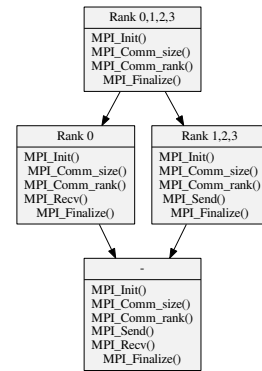 Rank 0,1,2,3
MPI_Init()
MPI_Comm_size()
MPI_Comm_rank()
MPI_Finalize()
Rank 0
MPI_Init()
MPI_Comm_size()
MPI_Comm_rank()
MPI_Recv()
MPI_Finalize()
Rank 1,2,3
MPI_Init()
MPI_Comm_size()
MPI_Comm_rank()
MPI_Send()
MPI_Finalize()
-
MPI_Init()
MPI_Comm_size()
MPI_Comm_rank()
MPI_Send()
MPI_Recv()
MPI_Finalize()